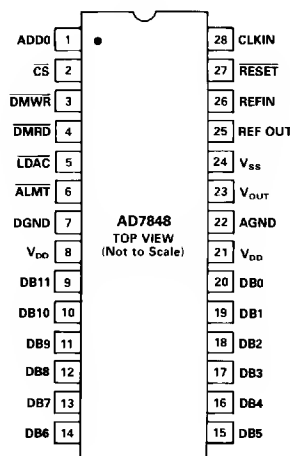 ADD0 1 28 CLKIN
CS 2 27 RESET
DMWR 3 26 REFIN
DMRD 4 25 REF OUT
LDAC 5 24 VSS
ALMT 6 23 VOUT
DGND 7 22 AGND
VDD 8 21 VDD
AD7848
TOP VIEW
(Not to Scale)
DB11 9 20 DB0
DB10 10 19 DB1
DB9 11 18 DB2
DB8 12 17 DB3
DB7 13 16 DB4
DB6 14 15 DB5